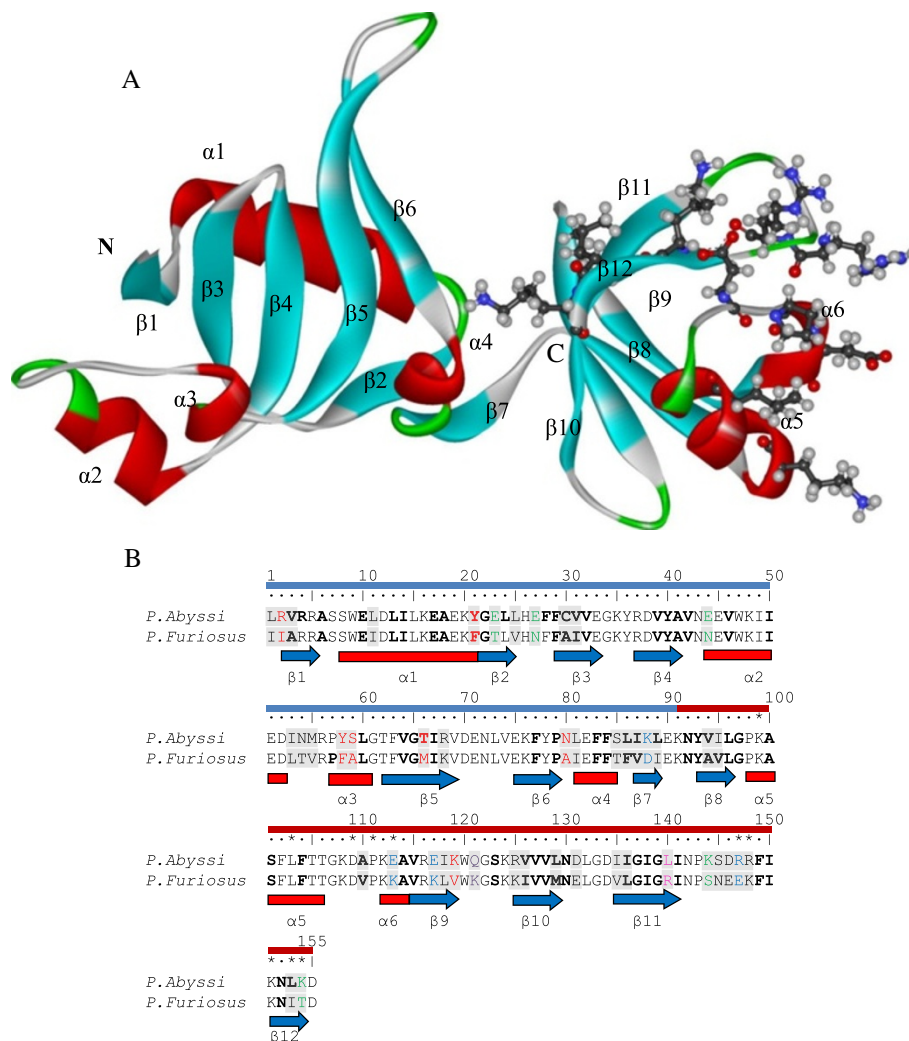 A
α1
β11
β6
N
β12
β3
β9
β4
α6
β1
β5
α4
C
β8
β2
α3
β7
α5
β10
α2
B
1 10 20 30 40 50
P.Abyssi LRVRRASSWELDLILKEAEKYGELLHEFFCVVEGKYRDVYAVNEEVWKII
P.Furiosus IIARRASSWEIDLILKEAEKFGTLVHNFFAIVEGKYRDVYAVNNEVWKII
β1 α1 β2 β3 β4 α2
60 70 80 90 100
P.Abyssi EDINMRPYSLGTFVGTIRVDENLVEKFYPNLEFFSLIKLEKNYVILGPKA
P.Furiosus EDLTVRPFALGTFVGMIKVDENLVEKFYPAIEFFTFVDIEKNYAVLGPKA
α3 β5 β6 α4 β7 β8 α5
110 120 130 140 150
P.Abyssi SFLFTTGKDAPKEAVREIKWQGSKRVVVLNDLGDIIGIGLINPKSDRRFI
P.Furiosus SFLFTTGKDVPKKAVRKLVWKGSKKIVVMNELGDVLGIGRINPSNEEKFI
α5 α6 β9 β10 β11
155
**·**|
P.Abyssi KNLKD
P.Furiosus KNITD
β12